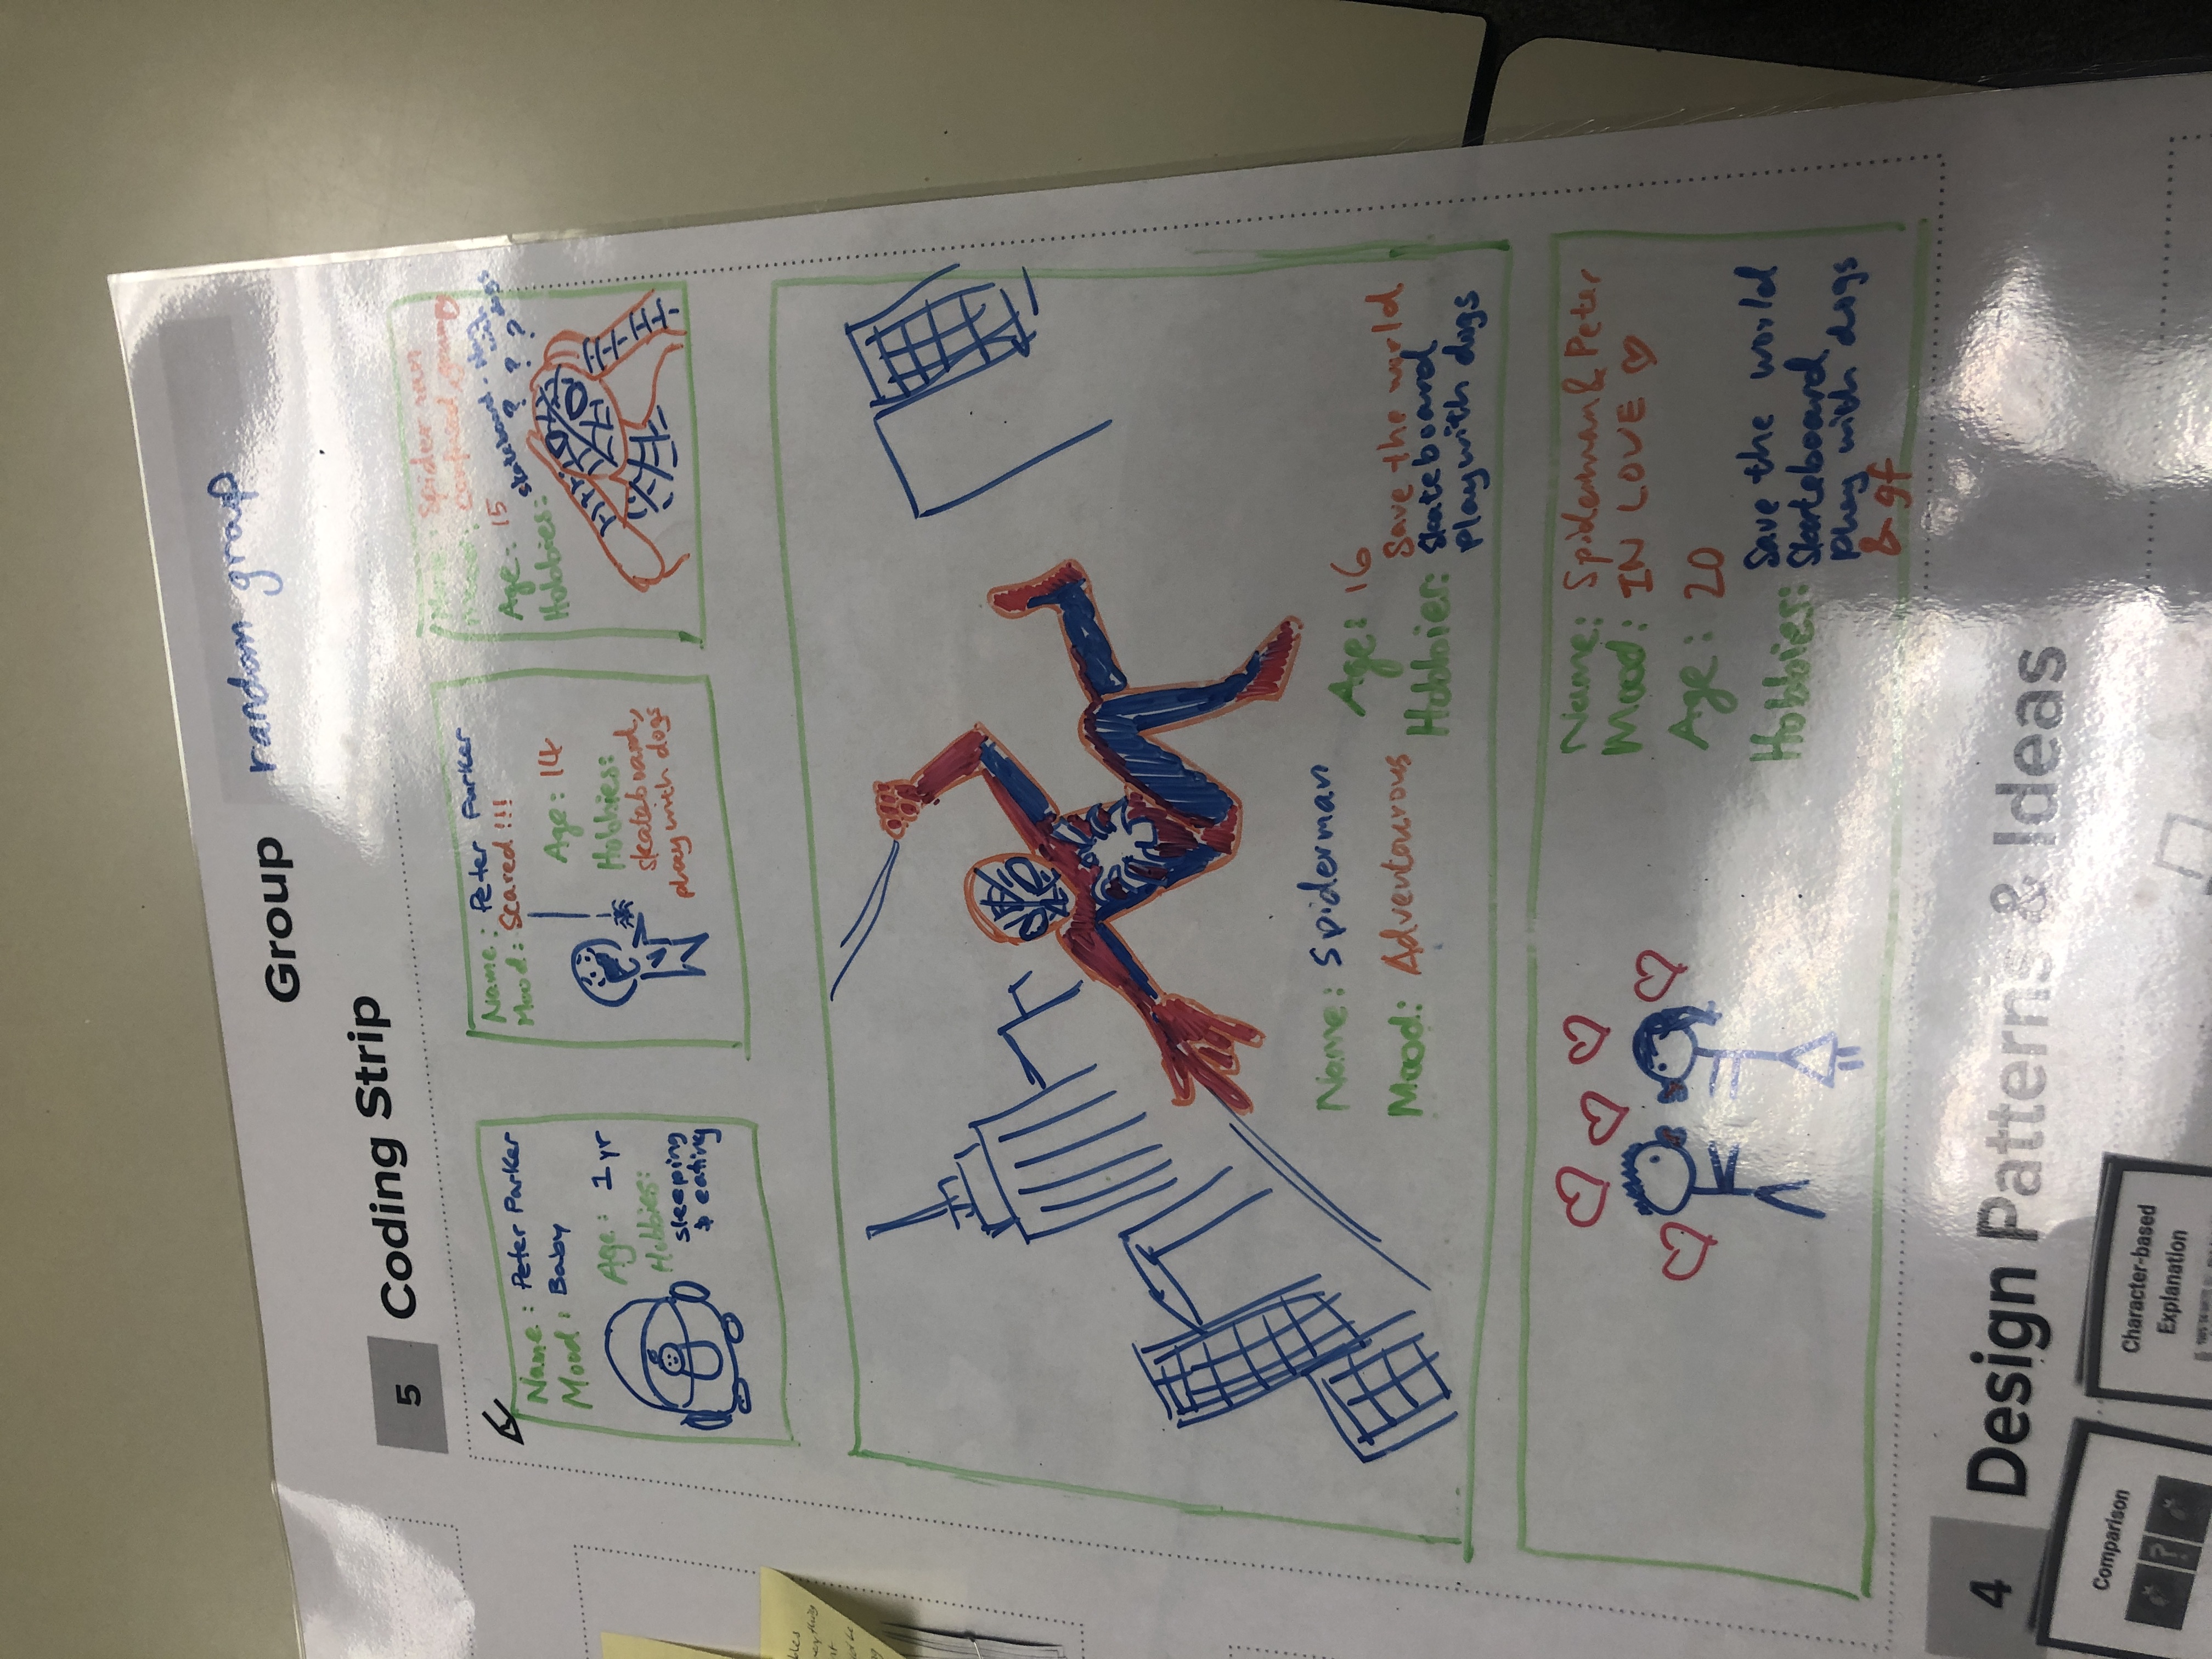 Group random group
5 Coding Strip
Name: Peter Parker
Mood: Baby
Age: 1 yr
Hobbies:
sleeping
& eating
Name: Peter Parker
Mood: Scared !!!
Age: 14
Hobbies:
skateboard,
play with dogs
Name: Spiderman
Mood: confused, grumpy
Age: 15
Hobbies: skateboard, play
with
dogs
? ? ?
Name: Spiderman
Mood: Adventourous
Age: 16
Hobbies: Save the world
Skateboard
Play with dogs
Name: Spiderman & Peter
Mood: IN LOVE ♡
Age: 20
Hobbies: Save the world
Skateboard
Play with dogs
& gf
4 Design Patterns & Ideas
Comparison
?
Character-based
Explanation